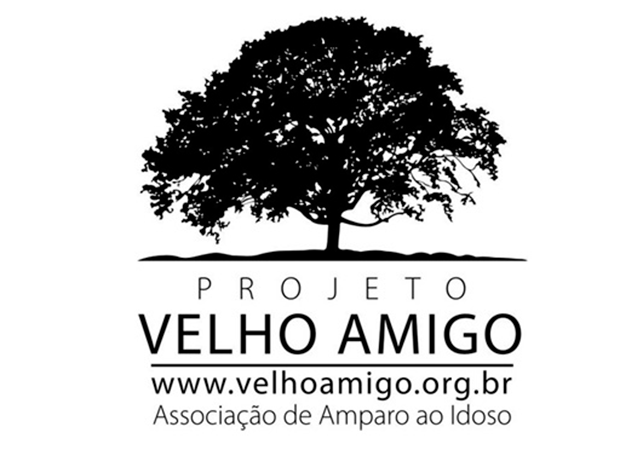 PROJETO
VELHO AMIGO
www.velhoamigo.org.br
Associação de Amparo ao Idoso